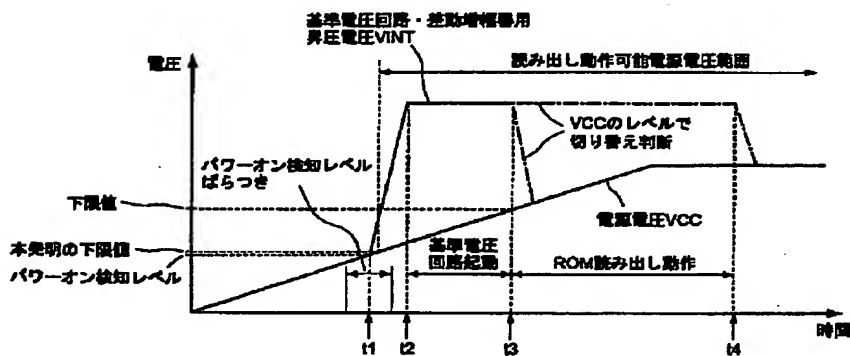 基準電圧回路・差動増幅器用
昇圧電圧VINT
電圧
読み出し動作可能電源電圧範囲
VCCのレベルで
切り替え判断
パワーオン検知レベル
ばらつき
下限値
電源電圧VCC
本発明の下限値
パワーオン検知レベル
基準電圧
回路起動
ROM読み出し動作
時間
t1
t2
t3
t4